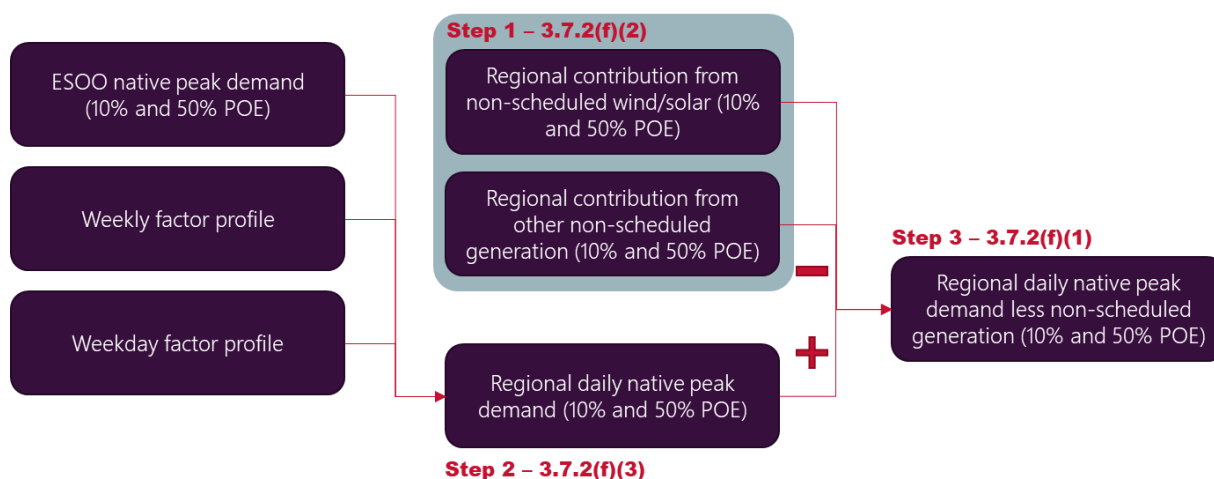 ESOO native peak demand
(10% and 50% POE)
Weekly factor profile
Weekday factor profile
Step 1 – 3.7.2(f)(2)
Regional contribution from
non-scheduled wind/solar (10%
and 50% POE)
Regional contribution from
other non-scheduled
generation (10% and 50% POE)
Regional daily native peak
demand (10% and 50% POE)
Step 2 – 3.7.2(f)(3)
Step 3 – 3.7.2(f)(1)
Regional daily native peak
demand less non-scheduled
generation (10% and 50% POE)